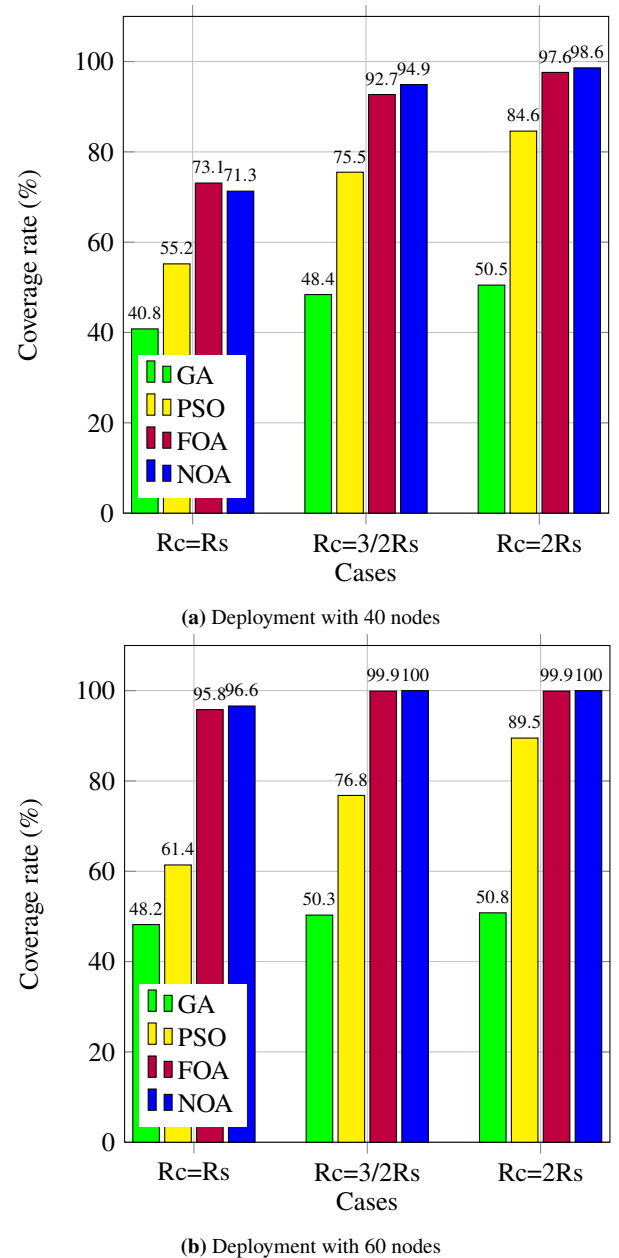 100
80
60
40
20
0
Coverage rate (%)
40.8
55.2
73.1
71.3
48.4
75.5
92.7
94.9
50.5
84.6
97.6
98.6
GA
PSO
FOA
NOA
Rc=Rs Rc=3/2Rs Rc=2Rs
Cases
(a) Deployment with 40 nodes
100
80
60
40
20
0
Coverage rate (%)
48.2
61.4
95.8
96.6
50.3
76.8
99.9
100
50.8
89.5
99.9
100
GA
PSO
FOA
NOA
Rc=Rs Rc=3/2Rs Rc=2Rs
Cases
(b) Deployment with 60 nodes